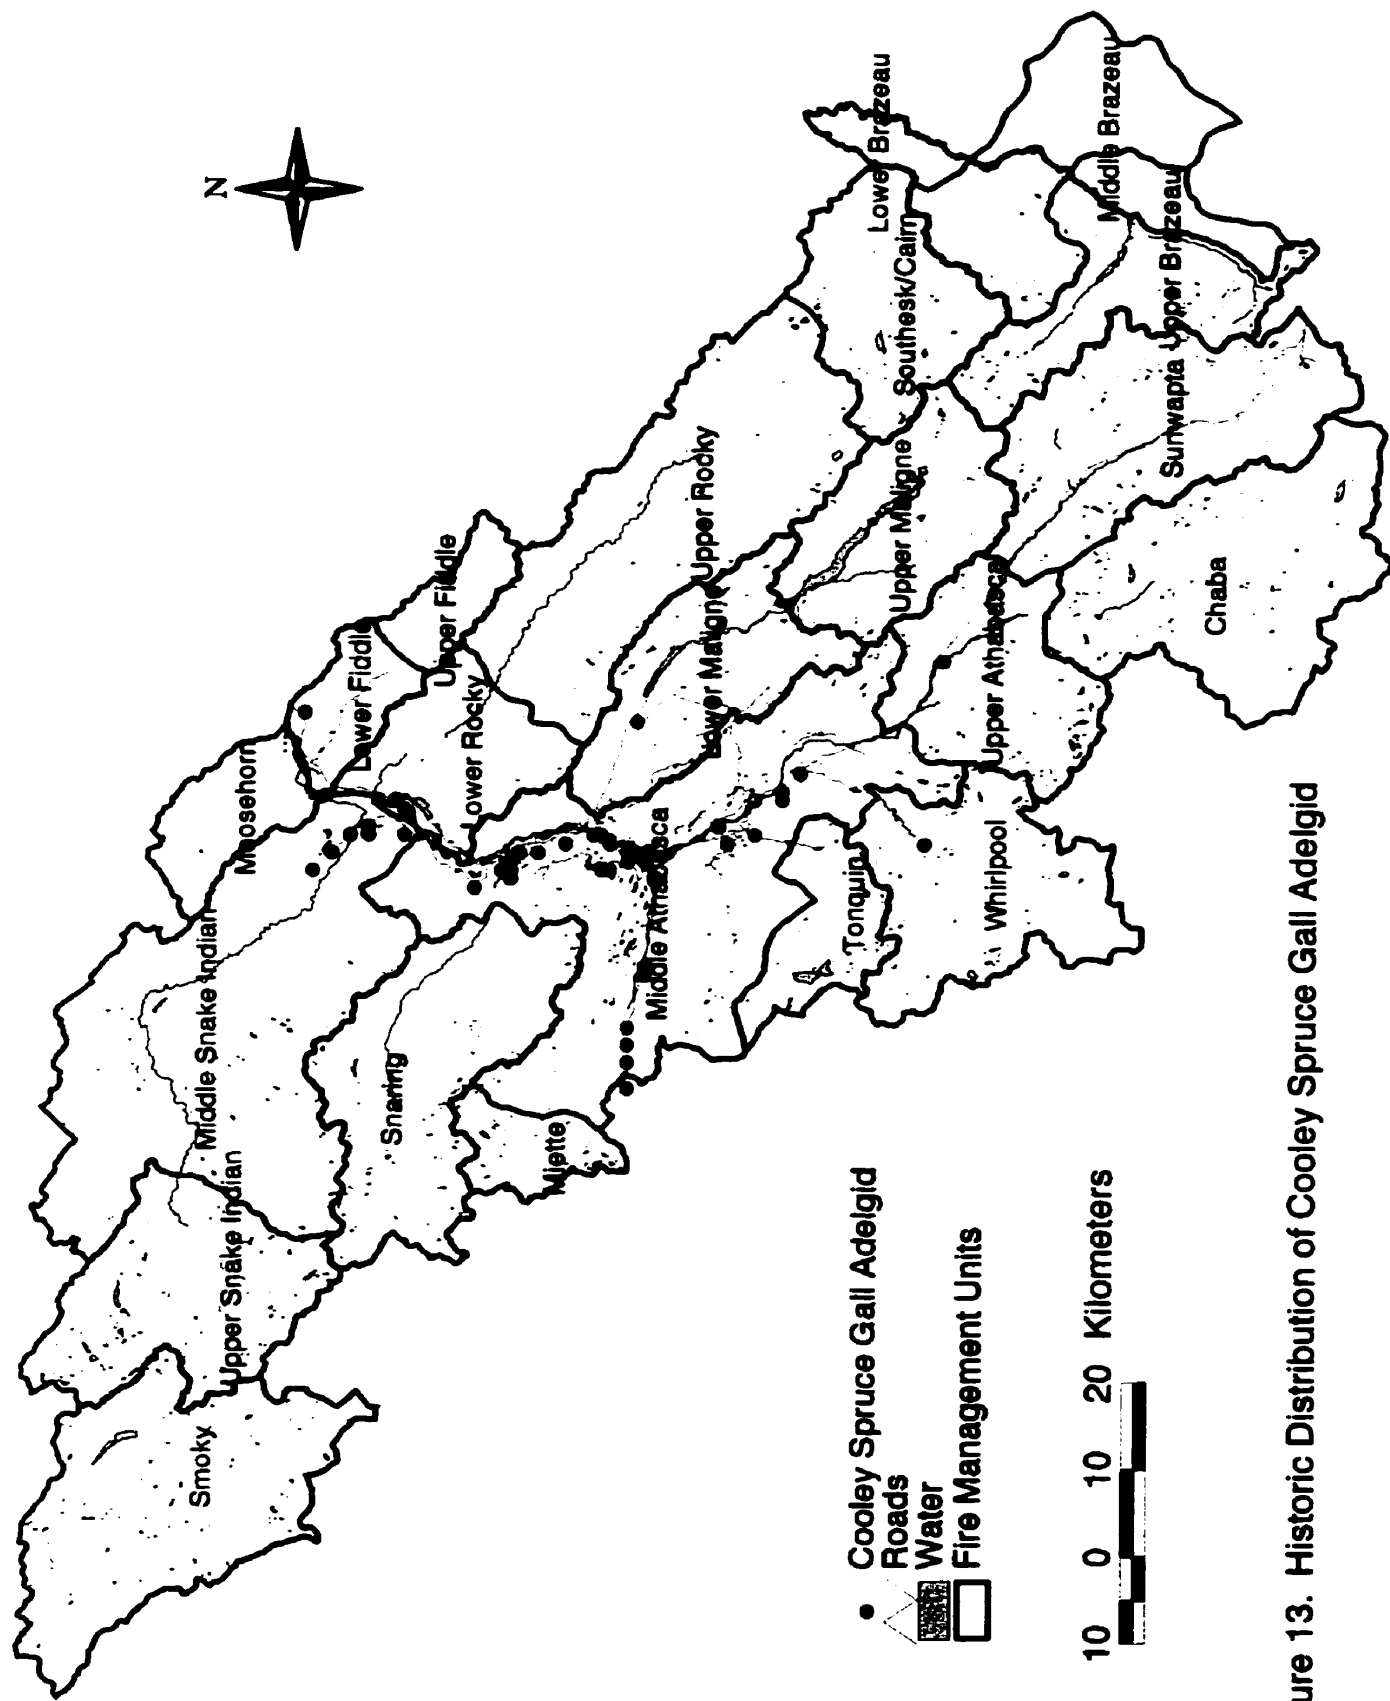 N
Smoky
Upper Snake Indian
Middle Snake Indian
Moosehorn
Snaring
Miette
Lower Fiddle
Upper Fiddle
Lower Rocky
Upper Rocky
Middle Athabasca
Lower Maligne
Upper Maligne
Southesk/Cairn
Lower Brazeau
Middle Brazeau
Upper Brazeau
Sunwapta
Tonquin
Whirlpool
Upper Athabasca
Chaba
Cooley Spruce Gall Adelgid
Roads
Water
Fire Management Units
10 0 10 20 Kilometers
ure 13. Historic Distribution of Cooley Spruce Gall Adelgid